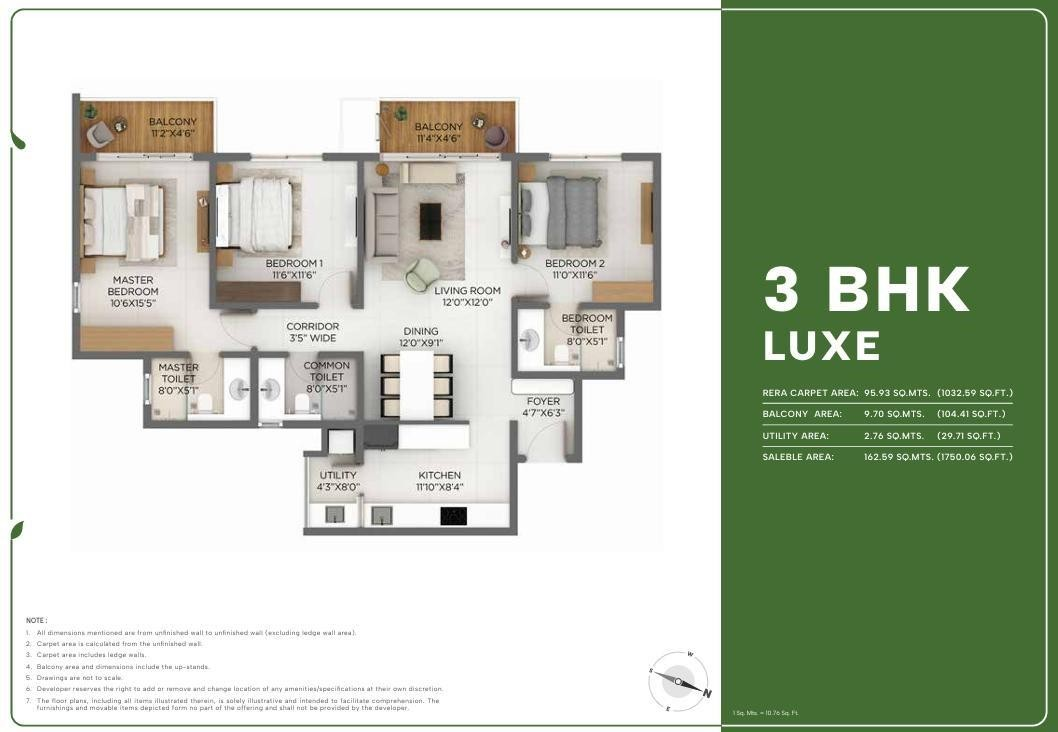 BALCONY
11'2"X4'6"
BALCONY
11'4"X4'6"
MASTER
BEDROOM
10'6X15'5"
BEDROOM 1
11'6"X11'6"
LIVING ROOM
12'0"X12'0"
BEDROOM 2
11'0"X11'6"
CORRIDOR
3'5" WIDE
DINING
12'0"X9'1"
BEDROOM
TOILET
8'0"X5'1"
MASTER
TOILET
8'0"X5'1"
COMMON
TOILET
8'0"X5'1"
FOYER
4'7"X6'3"
UTILITY
4'3"X8'0"
KITCHEN
11'10"X8'4"
3 BHK
LUXE
RERA CARPET AREA: 95.93 SQ.MTS. (1032.59 SQ.FT.)
BALCONY AREA: 9.70 SQ.MTS. (104.41 SQ.FT.)
UTILITY AREA: 2.76 SQ.MTS. (29.71 SQ.FT.)
SALEBLE AREA: 162.59 SQ.MTS. (1750.06 SQ.FT.)
NOTE :
1. All dimensions mentioned are from unfinished wall to unfinished wall (excluding ledge wall area).
2. Carpet area is calculated from the unfinished wall.
3. Carpet area includes ledge walls.
4. Balcony area and dimensions include the up-stands.
5. Drawings are not to scale.
6. Developer reserves the right to add or remove and change location of any amenities/specifications at their own discretion.
7. The floor plans, including all items illustrated therein, is solely illustrative and intended to facilitate comprehension. The
furnishings and movable items depicted form no part of the offering and shall not be provided by the developer.
W
S
N
E
1 Sq. Mts. = 10.76 Sq. Ft.